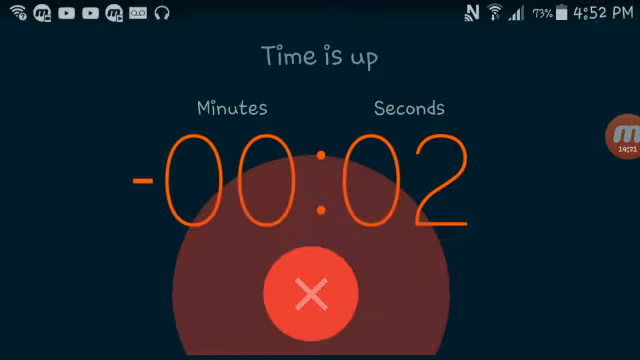 N 73% 4:52 PM
Time is up
Minutes Seconds
-00:02
14:21